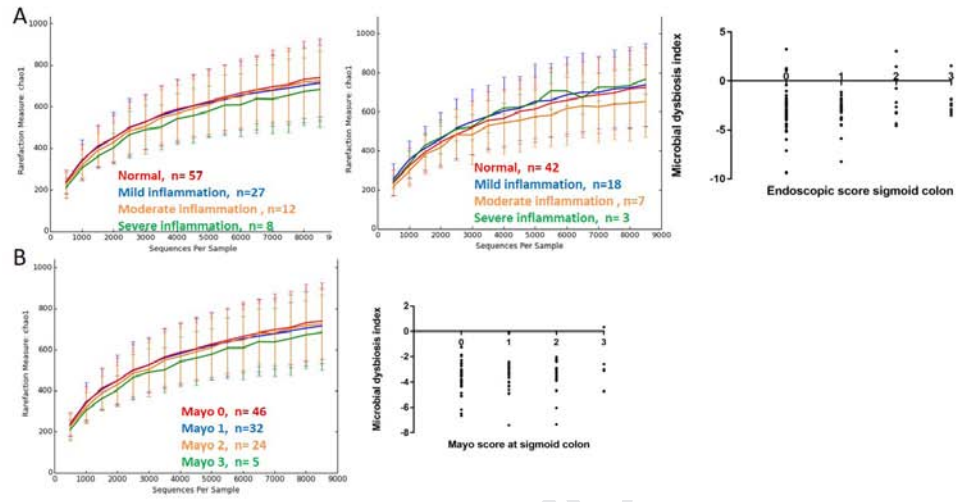 A
Rarefaction Measure: chao1
1000
800
600
400
200
0
Normal, n= 57
Mild inflammation, n=27
Moderate inflammation , n=12
Severe inflammation, n= 8
0 1000 2000 3000 4000 5000 6000 7000 8000 9
Sequences Per Sample
Rarefaction Measure: chao1
1000
800
600
400
200
0
Normal, n= 42
Mild inflammation, n=18
Moderate inflammation, n=7
Severe inflammation, n= 3
0 1000 2000 3000 4000 5000 6000 7000 8000 9000
Sequences Per Sample
Microbial dysbiosis index
5
0
-5
-10
0 1 2 3
Endoscopic score sigmoid colon
B
Rarefaction Measure: chao1
1000
800
600
400
200
0
Mayo 0, n= 46
Mayo 1, n=32
Mayo 2, n= 24
Mayo 3, n= 5
0 1000 2000 3000 4000 5000 6000 7000 8000 9000
Sequences Per Sample
Microbial dysbiosis index
2
0
-2
-4
-6
-8
0 1 2 3
Mayo score at sigmoid colon